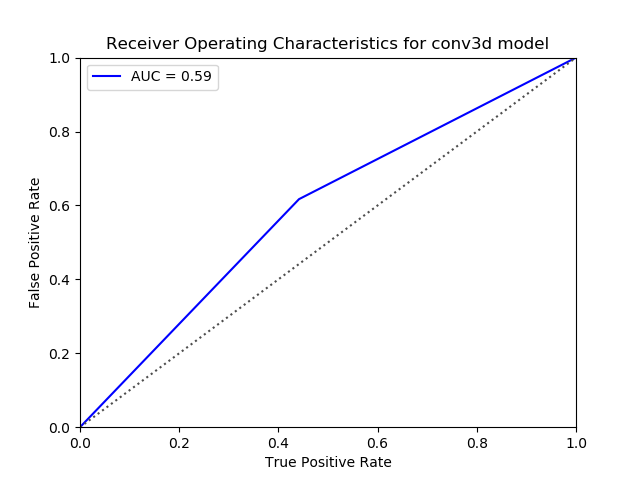 Receiver Operating Characteristics for conv3d model
AUC = 0.59
1.0
0.8
0.6
0.4
0.2
0.0
False Positive Rate
0.0 0.2 0.4 0.6 0.8 1.0
True Positive Rate